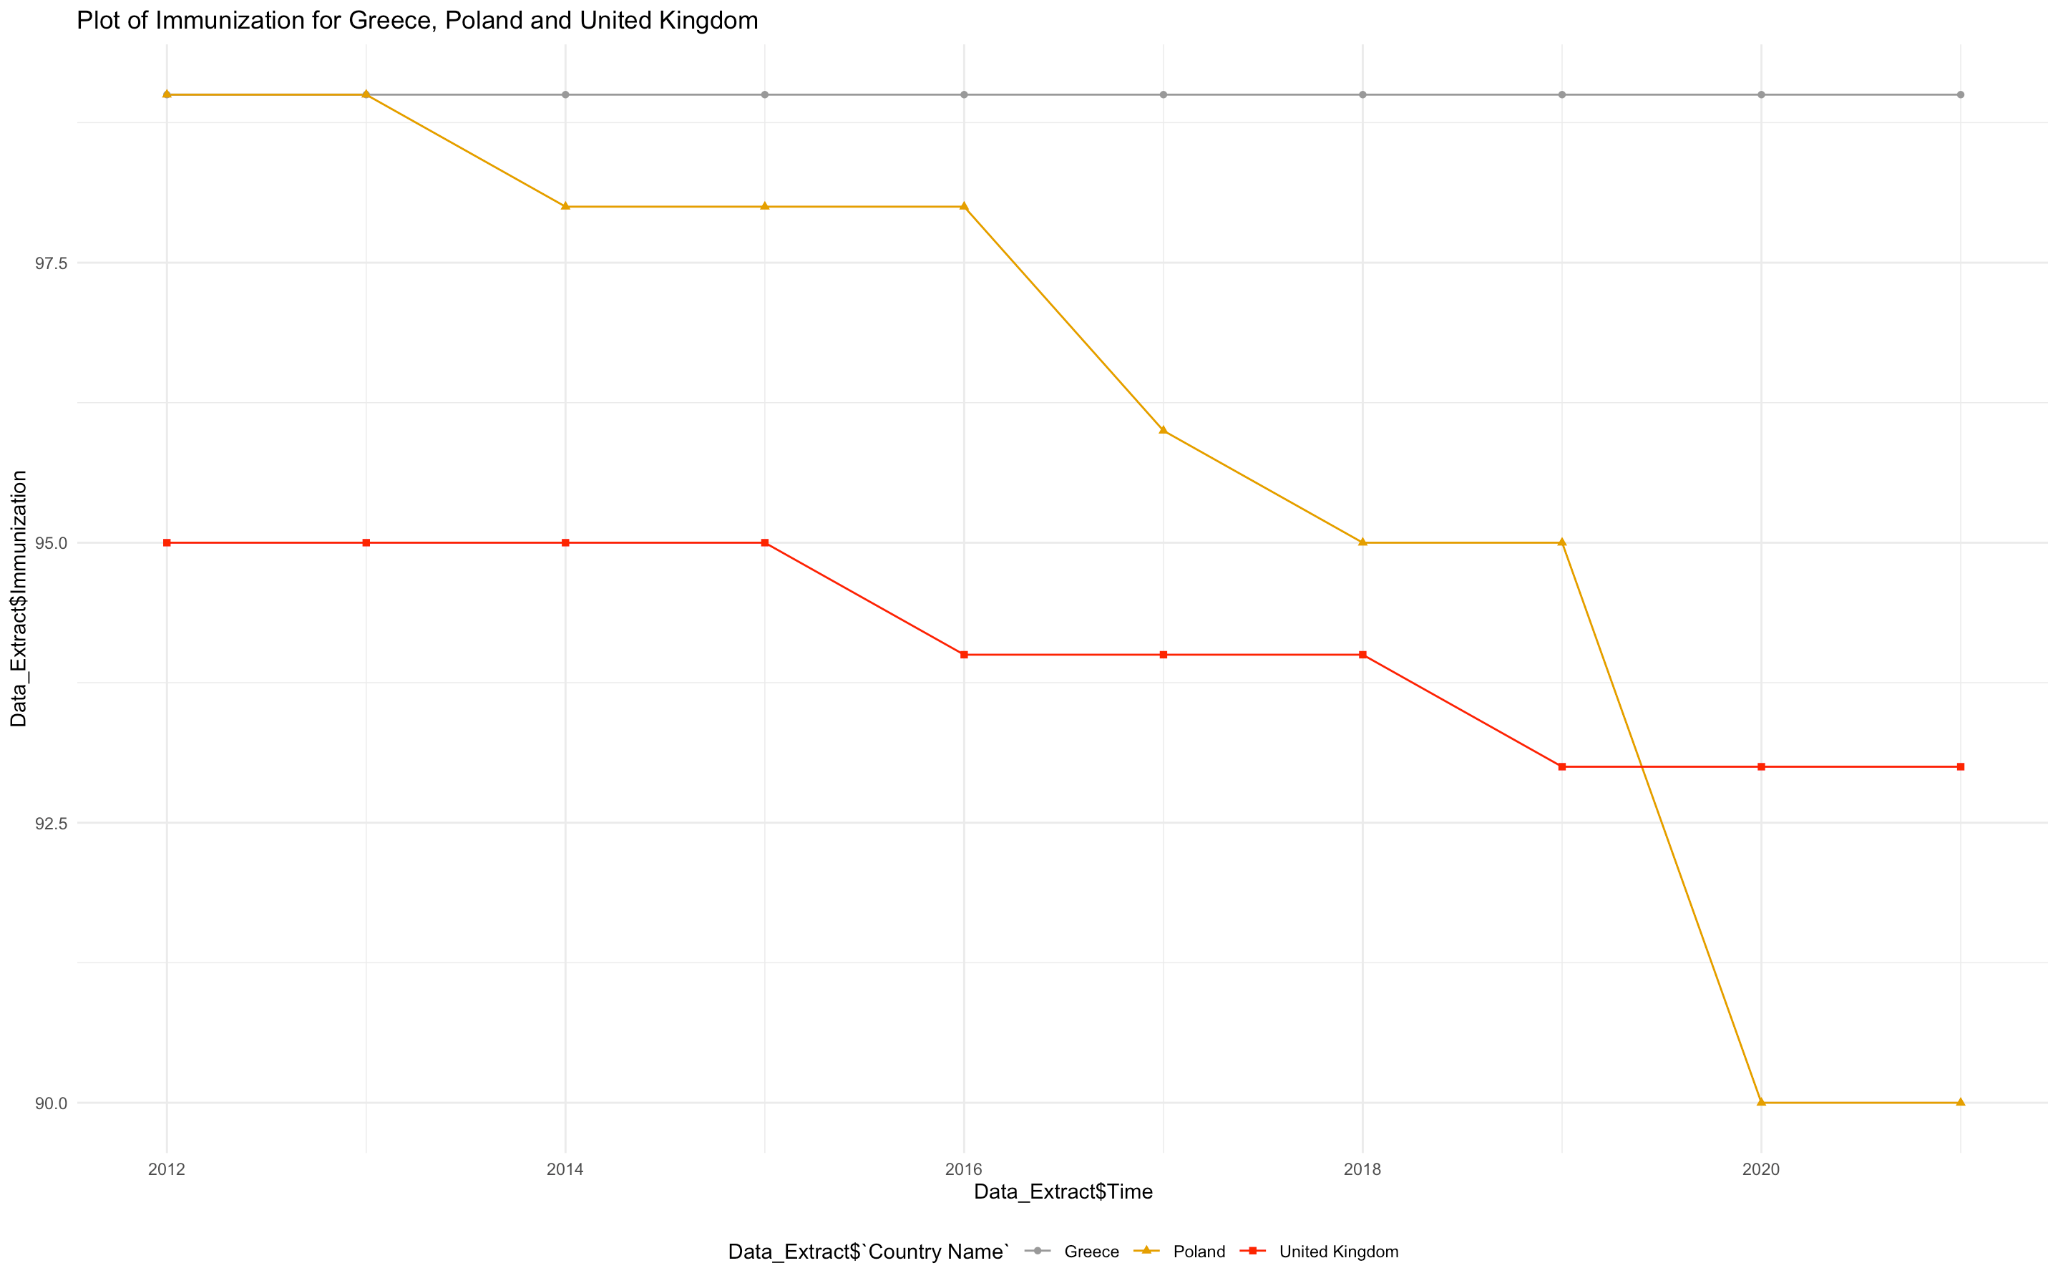 Plot of Immunization for Greece, Poland and United Kingdom
Data_Extract$Immunization
97.5
95.0
92.5
90.0
2012 2014 2016 2018 2020
Data_Extract$Time
Data_Extract$`Country Name` Greece Poland United Kingdom